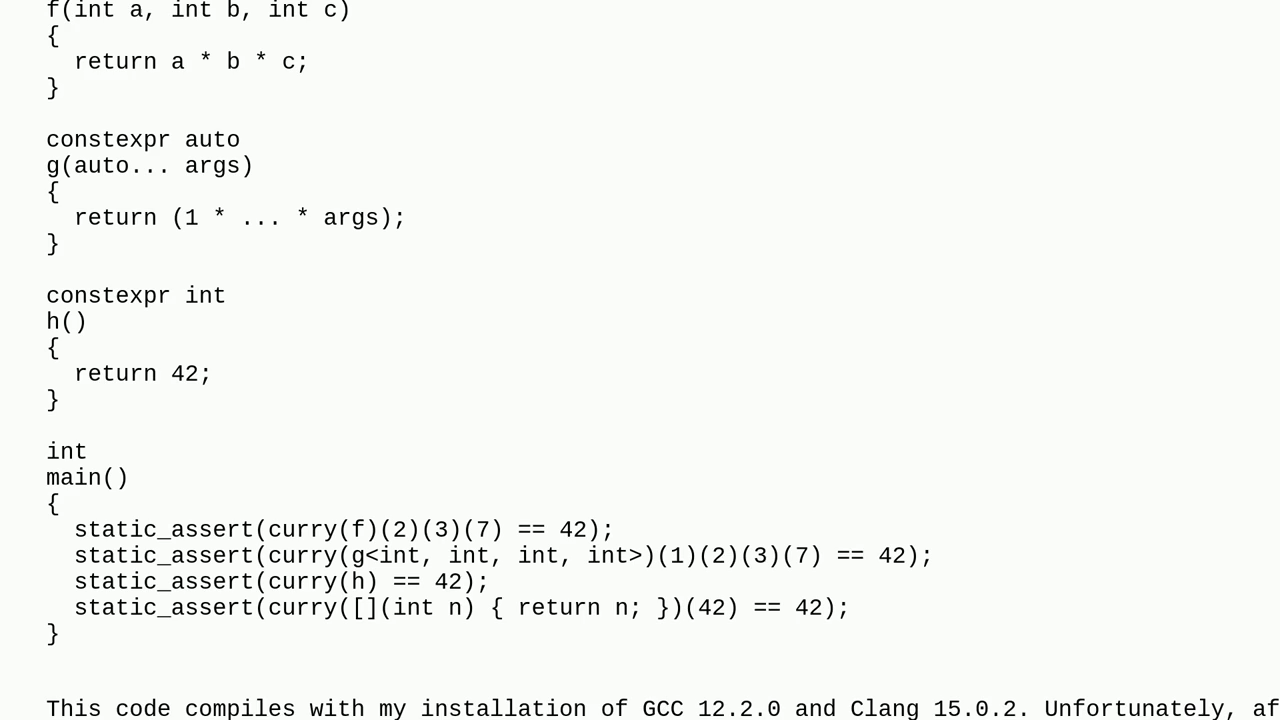 f(int a, int b, int c)
{
  return a * b * c;
}

constexpr auto
g(auto... args)
{
  return (1 * ... * args);
}

constexpr int
h()
{
  return 42;
}

int
main()
{
  static_assert(curry(f)(2)(3)(7) == 42);
  static_assert(curry(g<int, int, int, int>)(1)(2)(3)(7) == 42);
  static_assert(curry(h) == 42);
  static_assert(curry([](int n) { return n; })(42) == 42);
}

This code compiles with my installation of GCC 12.2.0 and Clang 15.0.2. Unfortunately, af